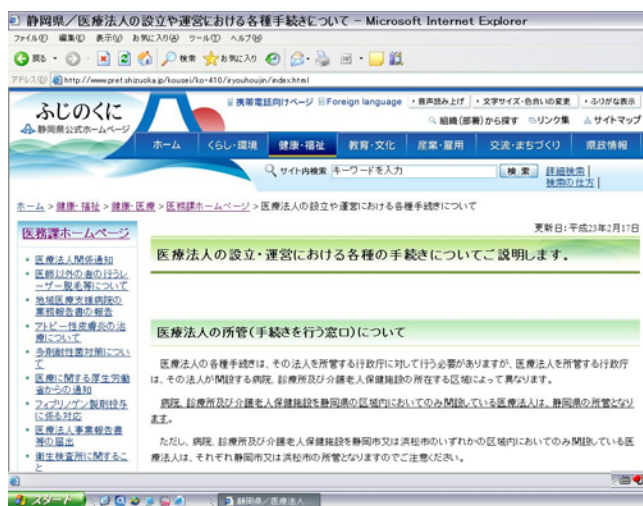 静岡県／医療法人の設立や運営における各種手続きについて - Microsoft Internet Explorer
ファイル(F) 編集(E) 表示(V) お気に入り(A) ツール(T) ヘルプ(H)
戻る 検索 お気に入り
アドレス(D) http://www.pref.shizuoka.jp/kousei/ko-410/iryouhoujin/index.html
ふじのくに
静岡県公式ホームページ
携帯電話向けページ Foreign language ・音声読み上げ ・文字サイズ・色合いの変更 ・ふりがな表示
組織(部署)から探す リンク集 サイトマップ
ホーム くらし・環境 健康・福祉 教育・文化 産業・雇用 交流・まちづくり 県政情報
サイト内検索 キーワードを入力 検索 詳細検索
検索の仕方
ホーム > 健康・福祉 > 健康・医療 > 医務課ホームページ > 医療法人の設立や運営における各種手続きについて
更新日：平成23年2月17日
医務課ホームページ
・医療法人関係通知
・医師以外の者の行うレーザー脱毛等について
・地域医療支援病院の業務報告書の報告
・アトピー性皮膚炎の治療について
・多剤耐性菌対策について
・医療に関する厚生労働省からの通知
・フィブリノゲン製剤投与に係る対応
・医療法人事業報告書等の届出
・衛生検査所に関すること
医療法人の設立・運営における各種の手続きについてご説明します。
医療法人の所管(手続きを行う窓口)について
医療法人の各種手続きは、その法人を所管する行政庁に対して行う必要がありますが、医療法人を所管する行政庁
は、その法人が開設する病院、診療所及び介護老人保健施設の所在する区域によって異なります。
病院、診療所及び介護老人保健施設を静岡県の区域内においてのみ開設している医療法人は、静岡県の所管となり
ます。
ただし、病院、診療所及び介護老人保健施設を静岡市又は浜松市のいずれかの区域内においてのみ開設している医
療法人は、それぞれ静岡市又は浜松市の所管となりますのでご注意ください。
スタート 静岡県／医療法人...